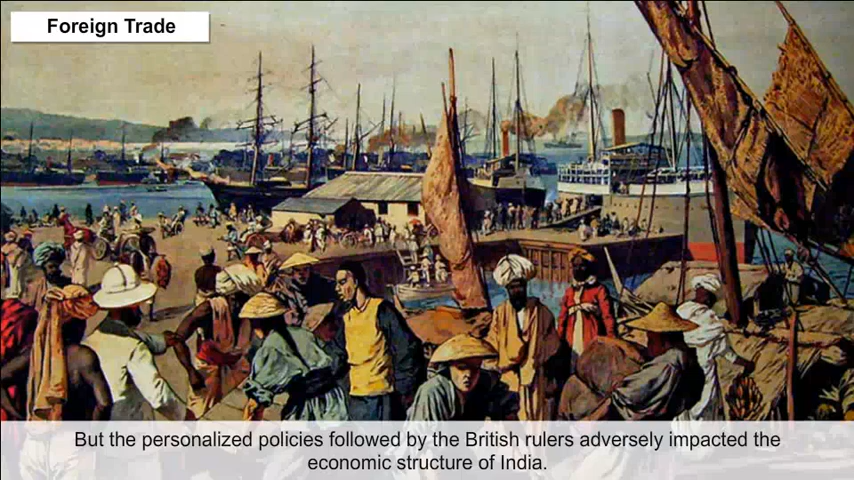 Foreign Trade
But the personalized policies followed by the British rulers adversely impacted the
economic structure of India.